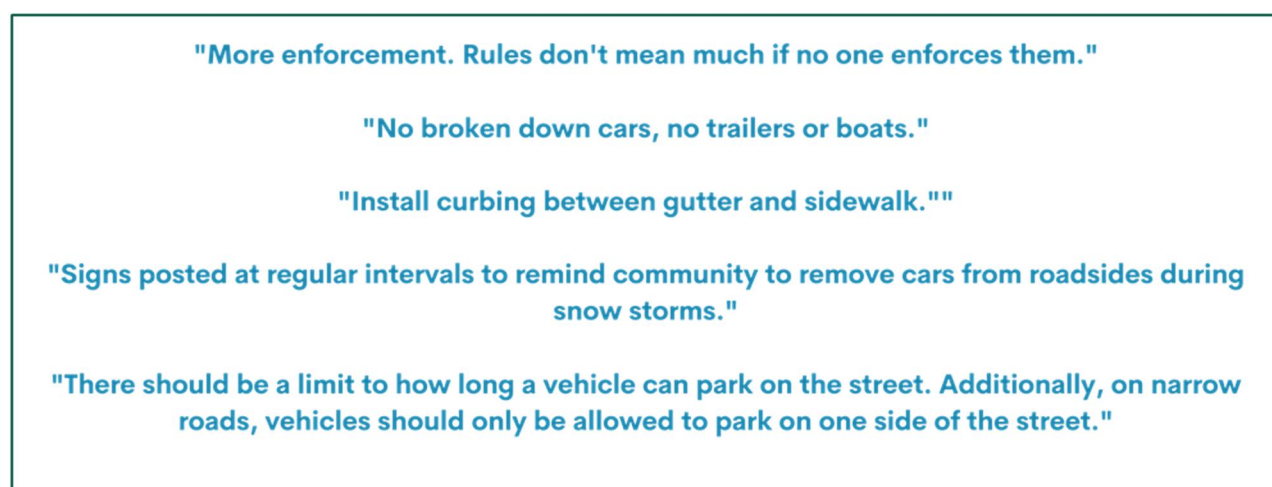 "More enforcement. Rules don't mean much if no one enforces them."
"No broken down cars, no trailers or boats."
"Install curbing between gutter and sidewalk.""
"Signs posted at regular intervals to remind community to remove cars from roadsides during
snow storms."
"There should be a limit to how long a vehicle can park on the street. Additionally, on narrow
roads, vehicles should only be allowed to park on one side of the street."